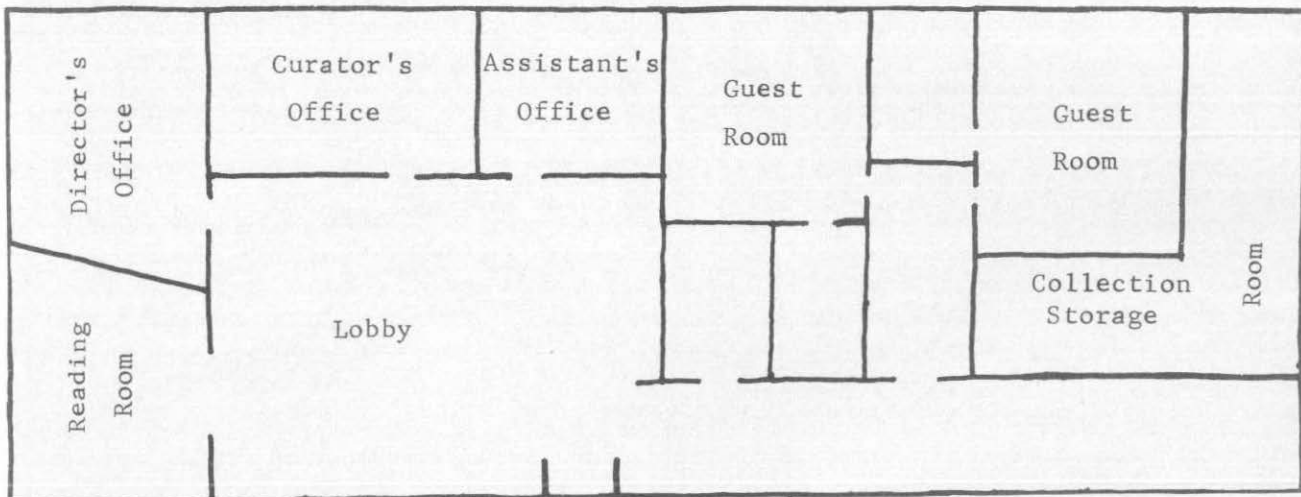 Director's
Office
Curator's
Office
Assistant's
Office
Guest
Room
Guest
Room
Reading
Room
Lobby
Collection
Storage
Room